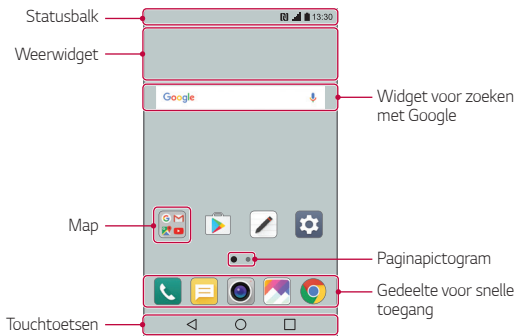 Statusbalk
13:30
Weerwidget
Google
Widget voor zoeken
met Google
Map
Paginapictogram
Gedeelte voor snelle
toegang
Touchtoetsen